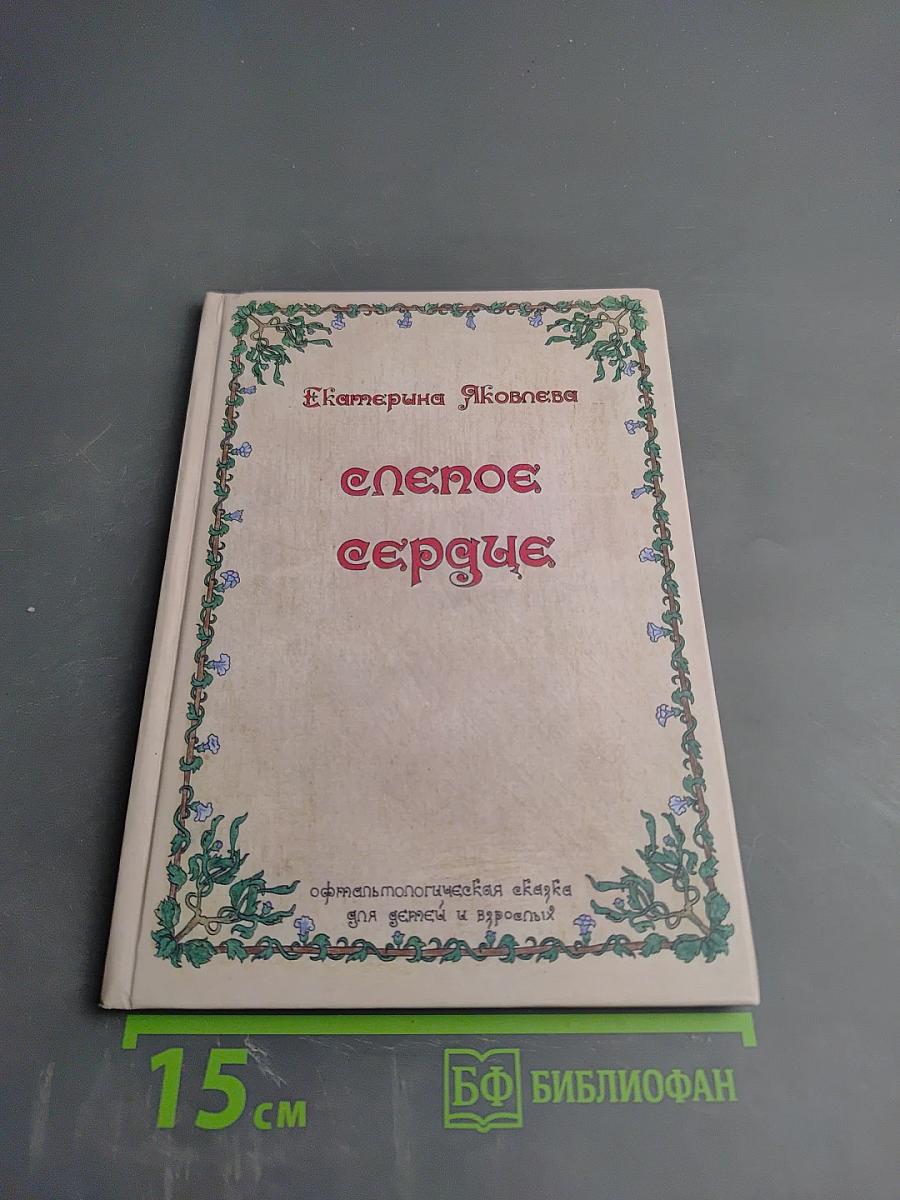 Екатерина Яковлева
слепое
сердце
офтальмологическая сказка
для детей и взрослых
15 см
БФ БИБЛИОФАН